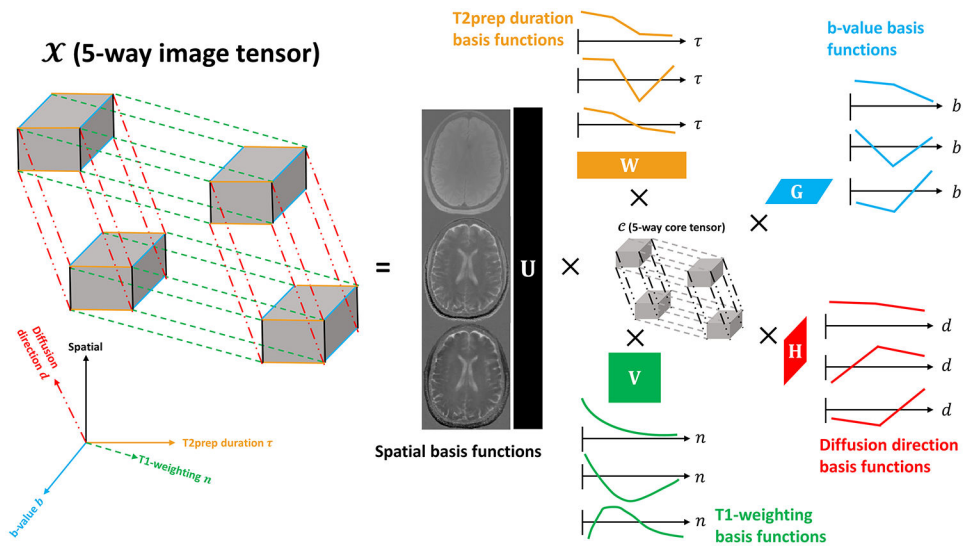 𝒳 (5-way image tensor)
=
Spatial
Diffusion
direction d
T2prep duration τ
T1-weighting n
b-value b
U
Spatial basis functions
×
T2prep duration
basis functions
τ
τ
τ
W
×
b-value basis
functions
b
b
b
G
×
𝒞 (5-way core tensor)
×
V
×
H
d
d
d
Diffusion direction
basis functions
n
n
n
T1-weighting
basis functions